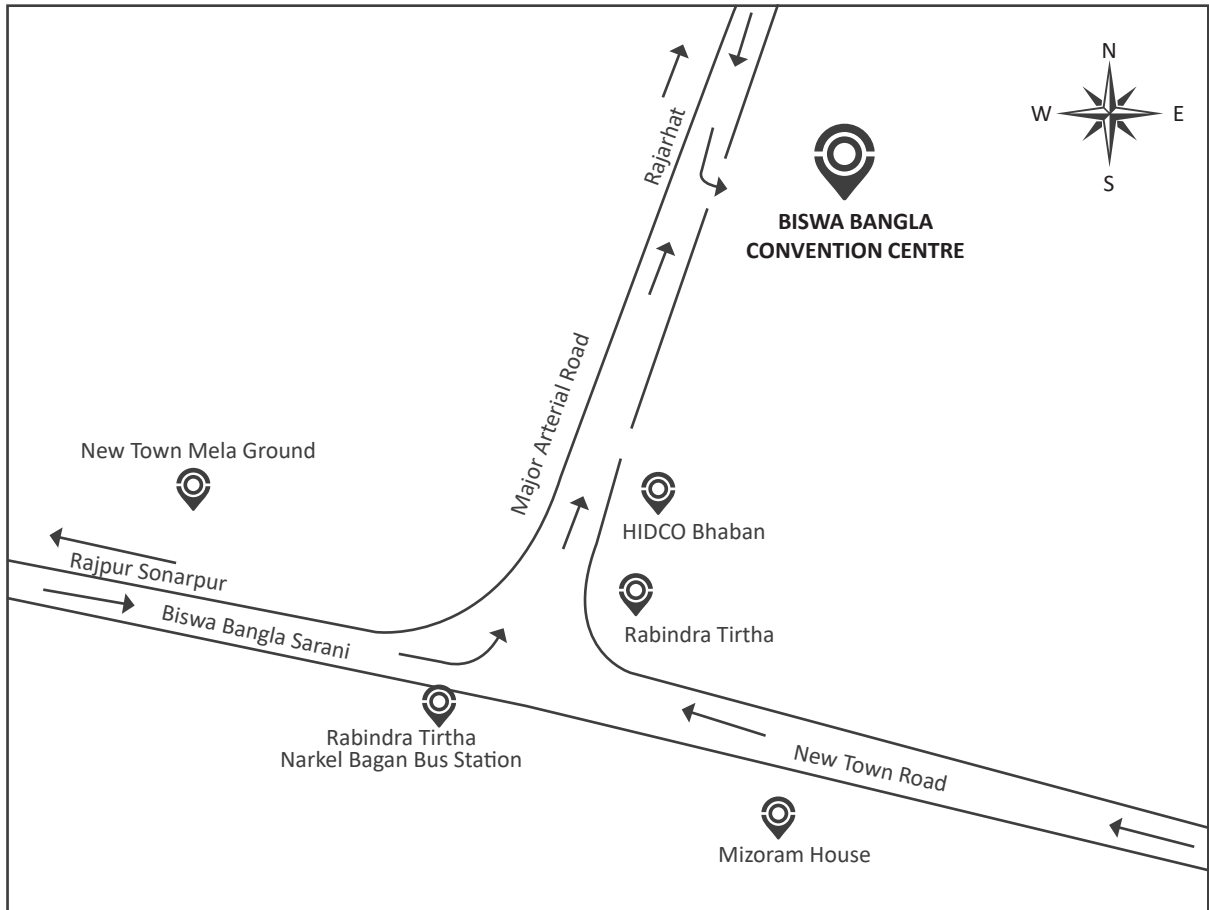 N
W
E
S
Rajarhat
BISWA BANGLA
CONVENTION CENTRE
Major Arterial Road
New Town Mela Ground
HIDCO Bhaban
Rajpur Sonarpur
Biswa Bangla Sarani
Rabindra Tirtha
Rabindra Tirtha
Narkel Bagan Bus Station
New Town Road
Mizoram House